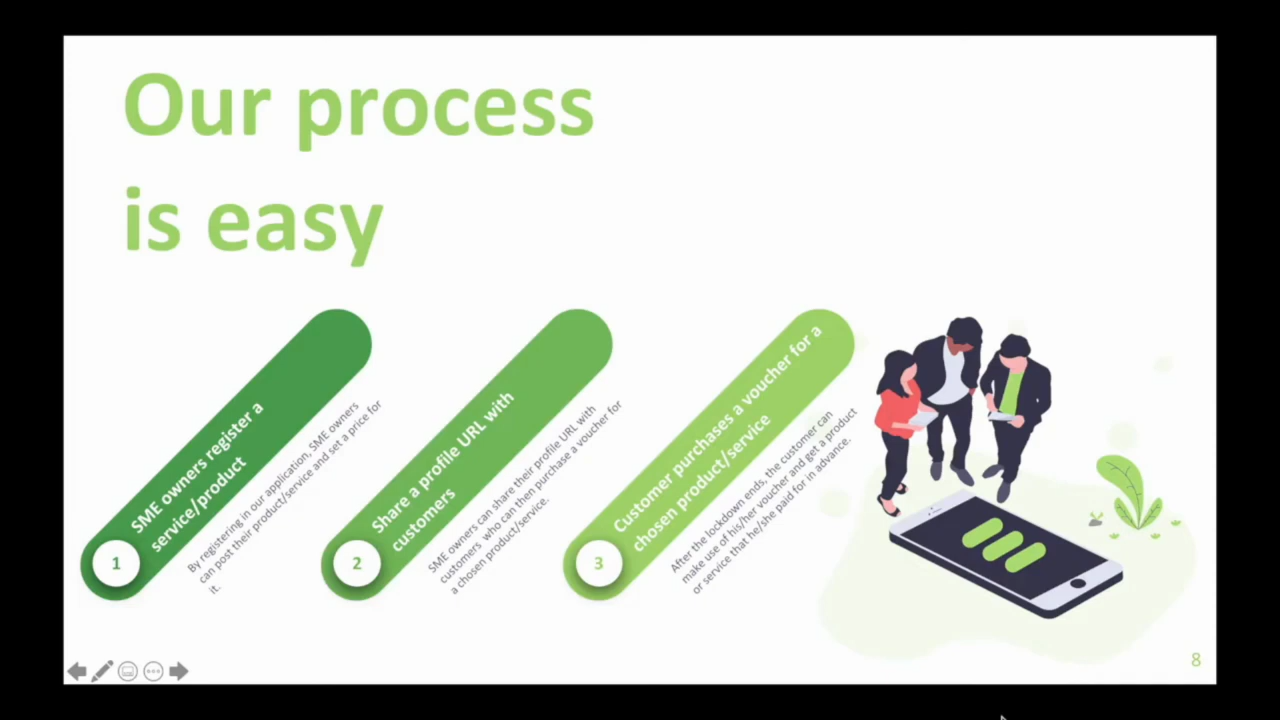 Our process
is easy
1
SME owners register a
service/product
By registering in our application, SME owners
can post their product/service and set a price for
it.
2
Share a profile URL with
customers
SME owners can share their profile URL with
customers who can then purchase a voucher for
a chosen product/service.
3
Customer purchases a voucher for a
chosen product/service
After the lockdown ends, the customer can
make use of his/her voucher and get a product
or service that he/she paid for in advance.
8